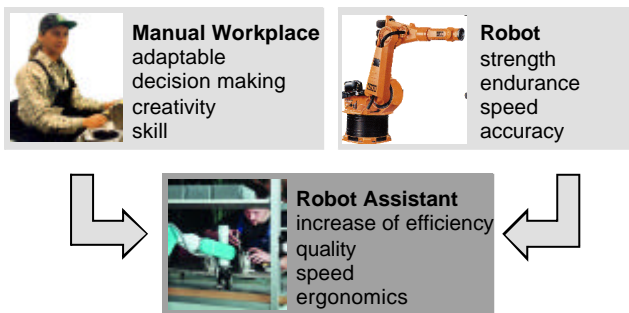 Manual Workplace
adaptable
decision making
creativity
skill
Robot
strength
endurance
speed
accuracy
Robot Assistant
increase of efficiency
quality
speed
ergonomics